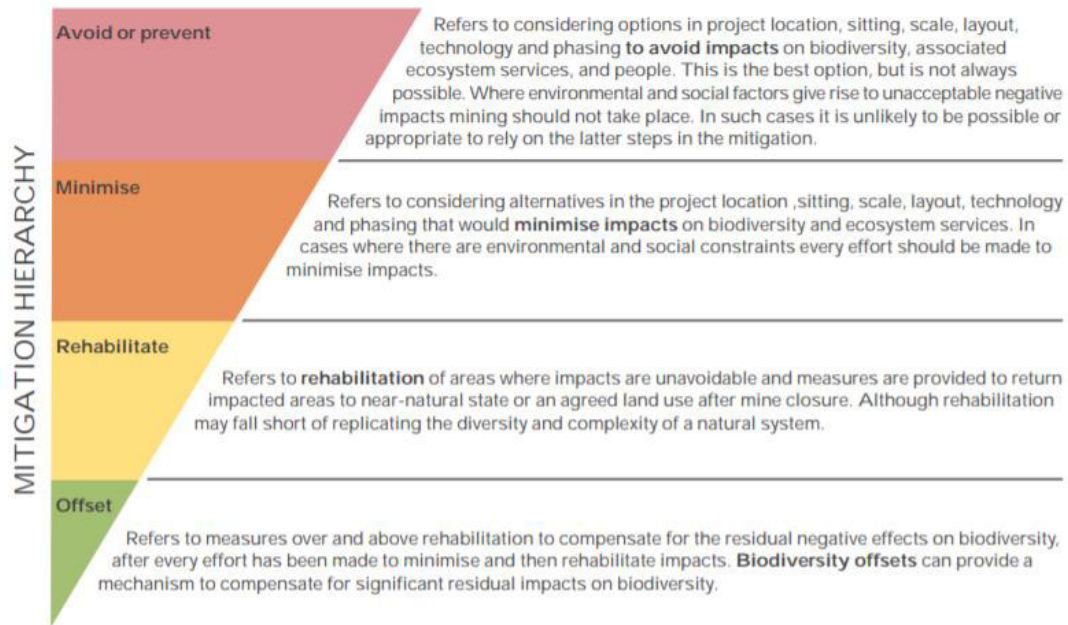 MITIGATION HIERARCHY
Avoid or prevent
Refers to considering options in project location, sitting, scale, layout,
technology and phasing to avoid impacts on biodiversity, associated
ecosystem services, and people. This is the best option, but is not always
possible. Where environmental and social factors give rise to unacceptable negative
impacts mining should not take place. In such cases it is unlikely to be possible or
appropriate to rely on the latter steps in the mitigation.
Minimise
Refers to considering alternatives in the project location ,sitting, scale, layout, technology
and phasing that would minimise impacts on biodiversity and ecosystem services. In
cases where there are environmental and social constraints every effort should be made to
minimise impacts.
Rehabilitate
Refers to rehabilitation of areas where impacts are unavoidable and measures are provided to return
impacted areas to near-natural state or an agreed land use after mine closure. Although rehabilitation
may fall short of replicating the diversity and complexity of a natural system.
Offset
Refers to measures over and above rehabilitation to compensate for the residual negative effects on biodiversity,
after every effort has been made to minimise and then rehabilitate impacts. Biodiversity offsets can provide a
mechanism to compensate for significant residual impacts on biodiversity.